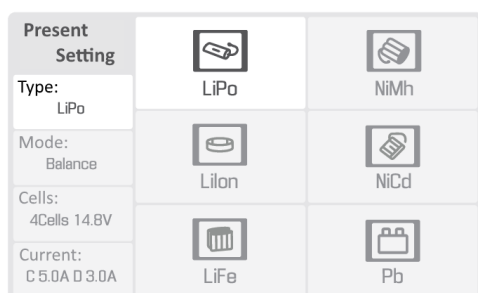 Present
Setting
Type:
LiPo
Mode:
Balance
Cells:
4Cells 14.8V
Current:
C 5.0A D 3.0A
LiPo
NiMh
LiIon
NiCd
LiFe
Pb